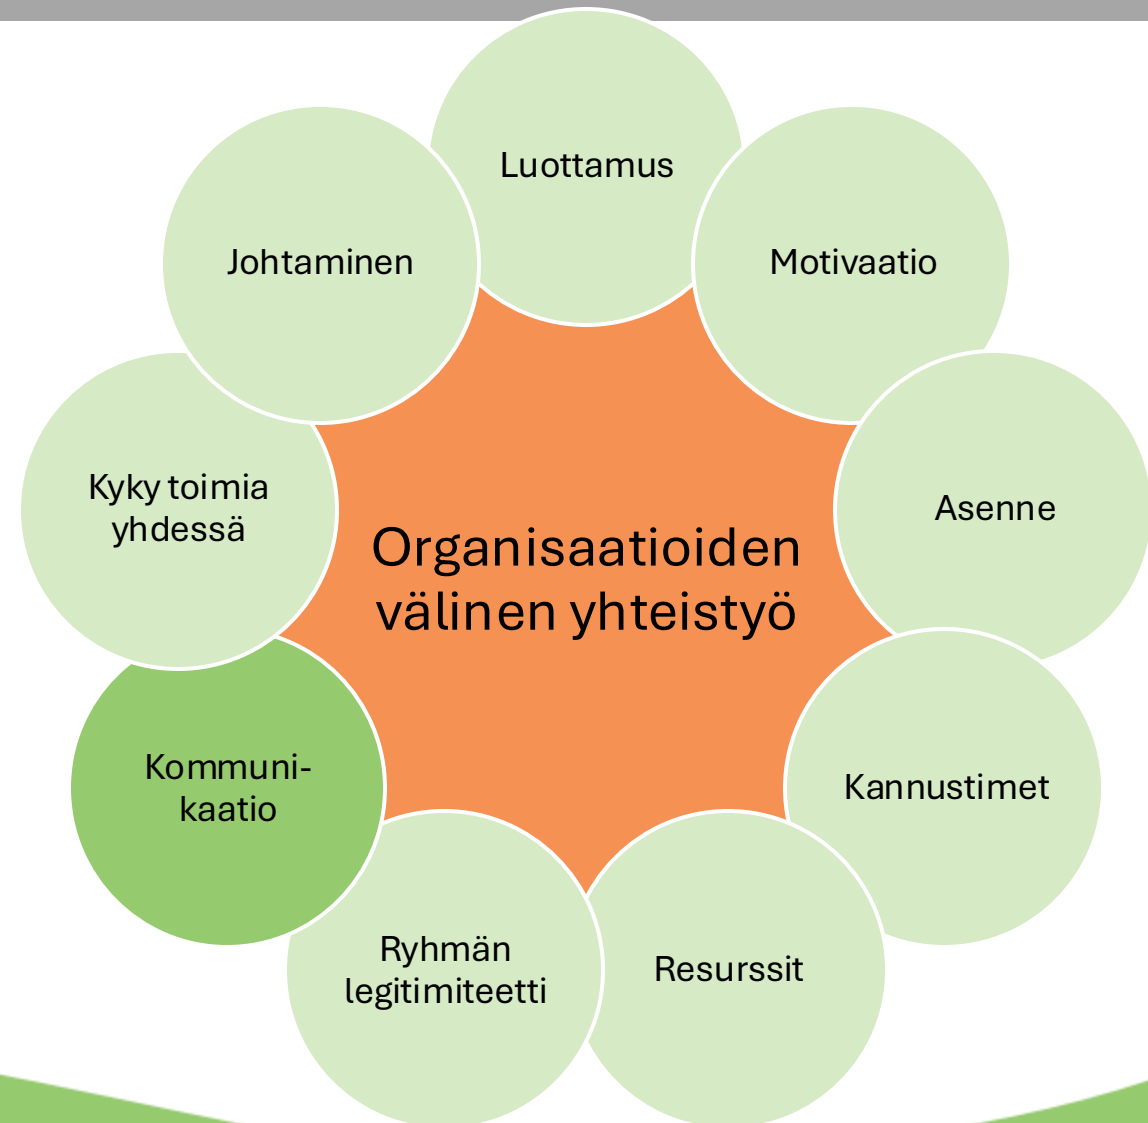 Luottamus
Johtaminen
Motivaatio
Kyky toimia
yhdessä
Asenne
Organisaatioiden
välinen yhteistyö
Kommuni-
kaatio
Kannustimet
Ryhmän
legitimiteetti
Resurssit